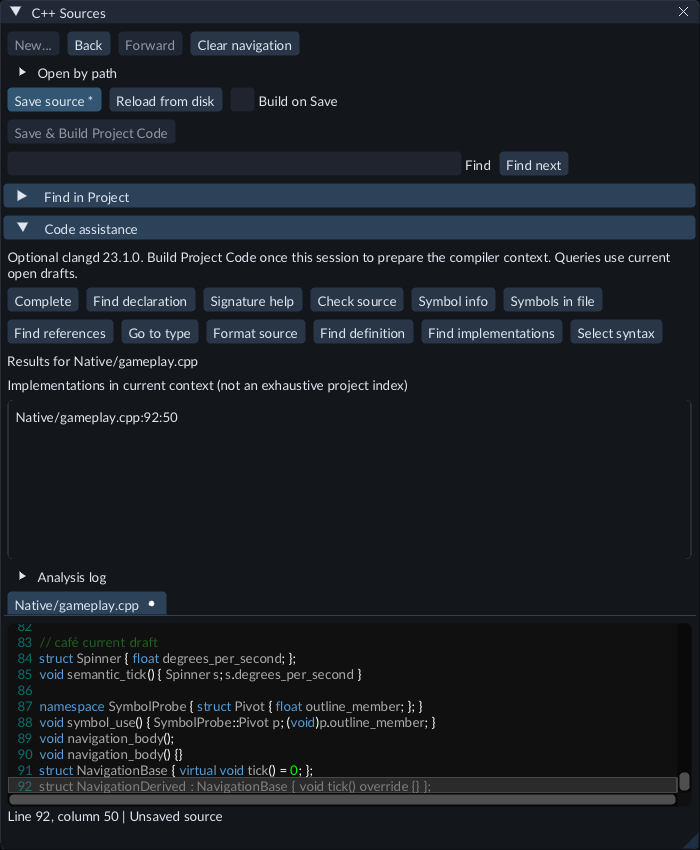 C++ Sources
New... Back Forward Clear navigation
Open by path
Save source * Reload from disk Build on Save
Save & Build Project Code
Find Find next
Find in Project
Code assistance
Optional clangd 23.1.0. Build Project Code once this session to prepare the compiler context. Queries use current
open drafts.
Complete Find declaration Signature help Check source Symbol info Symbols in file
Find references Go to type Format source Find definition Find implementations Select syntax
Results for Native/gameplay.cpp
Implementations in current context (not an exhaustive project index)
Native/gameplay.cpp:92:50
Analysis log
Native/gameplay.cpp
82
83 // café current draft
84 struct Spinner { float degrees_per_second; };
85 void semantic_tick() { Spinner s; s.degrees_per_second }
86
87 namespace SymbolProbe { struct Pivot { float outline_member; }; }
88 void symbol_use() { SymbolProbe::Pivot p; (void)p.outline_member; }
89 void navigation_body();
90 void navigation_body() {}
91 struct NavigationBase { virtual void tick() = 0; };
92 struct NavigationDerived : NavigationBase { void tick() override {} };
Line 92, column 50 | Unsaved source